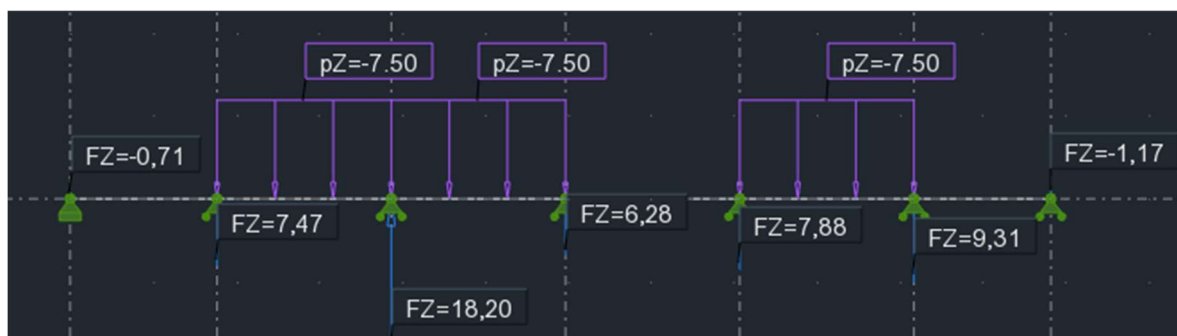 pZ=-7.50
pZ=-7.50
pZ=-7.50
FZ=-0,71
FZ=-1,17
FZ=7,47
FZ=6,28
FZ=7,88
FZ=9,31
FZ=18,20